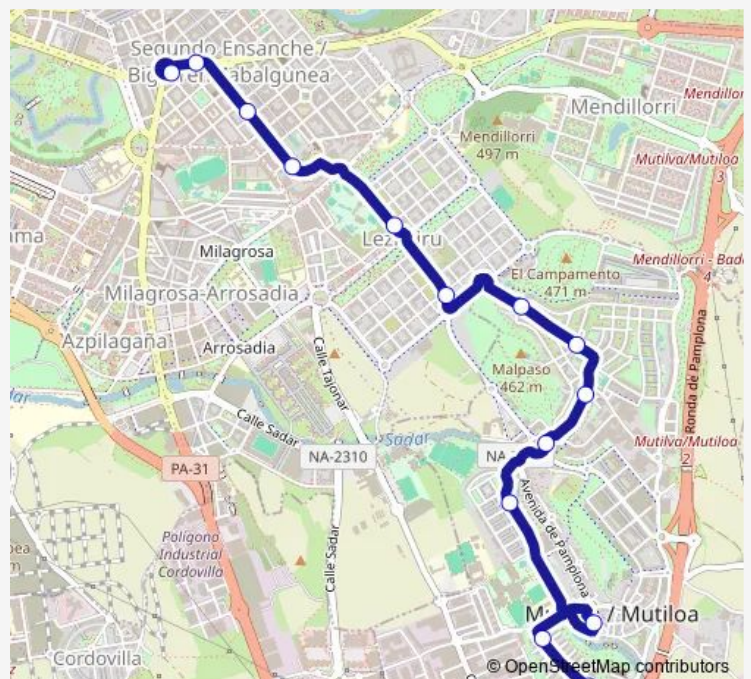 Segundo Ensanche /
Mendillorri
Mendillorri
497 m
Mutilva/Mutiloa
3
Milagrosa
Mendillorri -
4
El Campamento
471 m
Milagrosa-Arrosadia
Azpilagaña
Arrosadia
Calle Tajonar
Malpaso
462 m
Ronda de Pamplona
Calle Sadar
Sadar
Mutilva/Mutiloa
2
NA-2310
NA
PA-31
Avenida de Pamplona
Polígono
Industrial
Cordovilla
Calle Sadar
/ Mutiloa
Cordovilla
© OpenStreetMap contributors